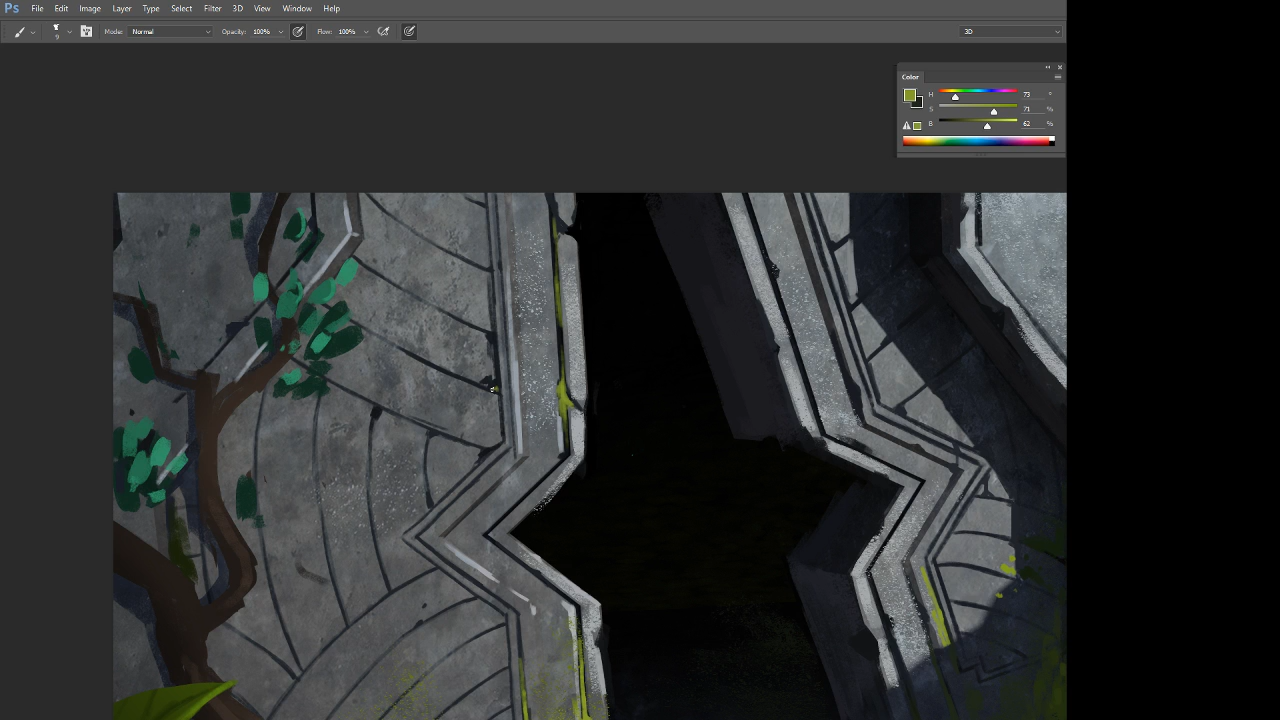 Ps File Edit Image Layer Type Select Filter 3D View Window Help
9 Mode: Normal Opacity: 100% Flow: 100% 3D
Color
H 73 °
S 71 %
B 62 %